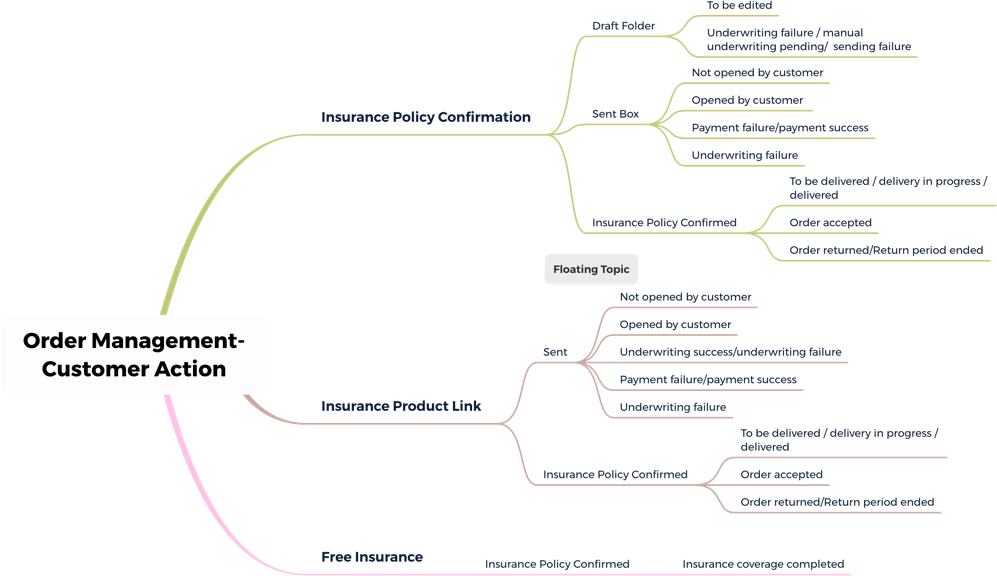 Order Management-
Customer Action
Insurance Policy Confirmation
Draft Folder
To be edited
Underwriting failure / manual
underwriting pending/ sending failure
Sent Box
Not opened by customer
Opened by customer
Payment failure/payment success
Underwriting failure
Insurance Policy Confirmed
To be delivered / delivery in progress /
delivered
Order accepted
Order returned/Return period ended
Floating Topic
Insurance Product Link
Sent
Not opened by customer
Opened by customer
Underwriting success/underwriting failure
Payment failure/payment success
Underwriting failure
Insurance Policy Confirmed
To be delivered / delivery in progress /
delivered
Order accepted
Order returned/Return period ended
Free Insurance
Insurance Policy Confirmed
Insurance coverage completed